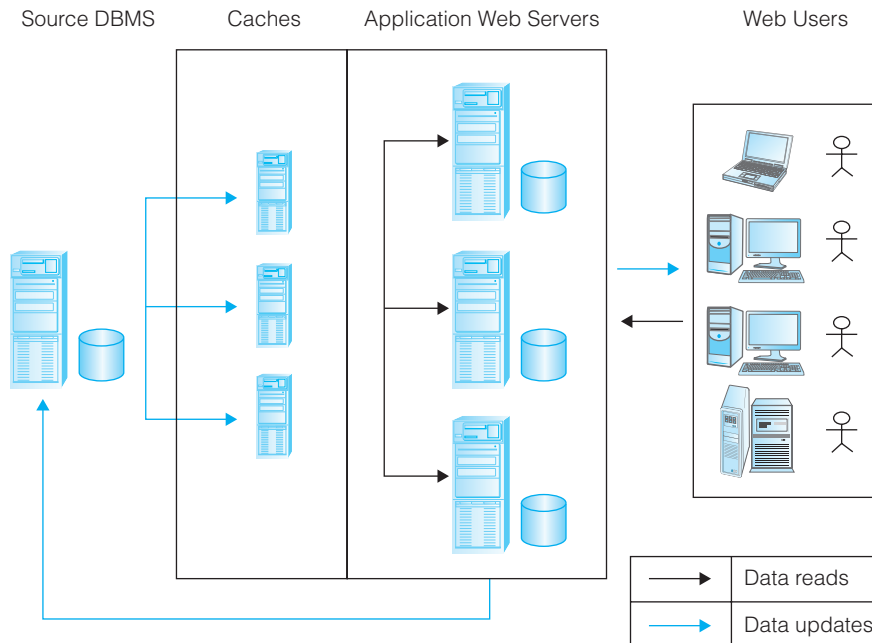 Source DBMS
Caches
Application Web Servers
Web Users
Data reads
Data updates